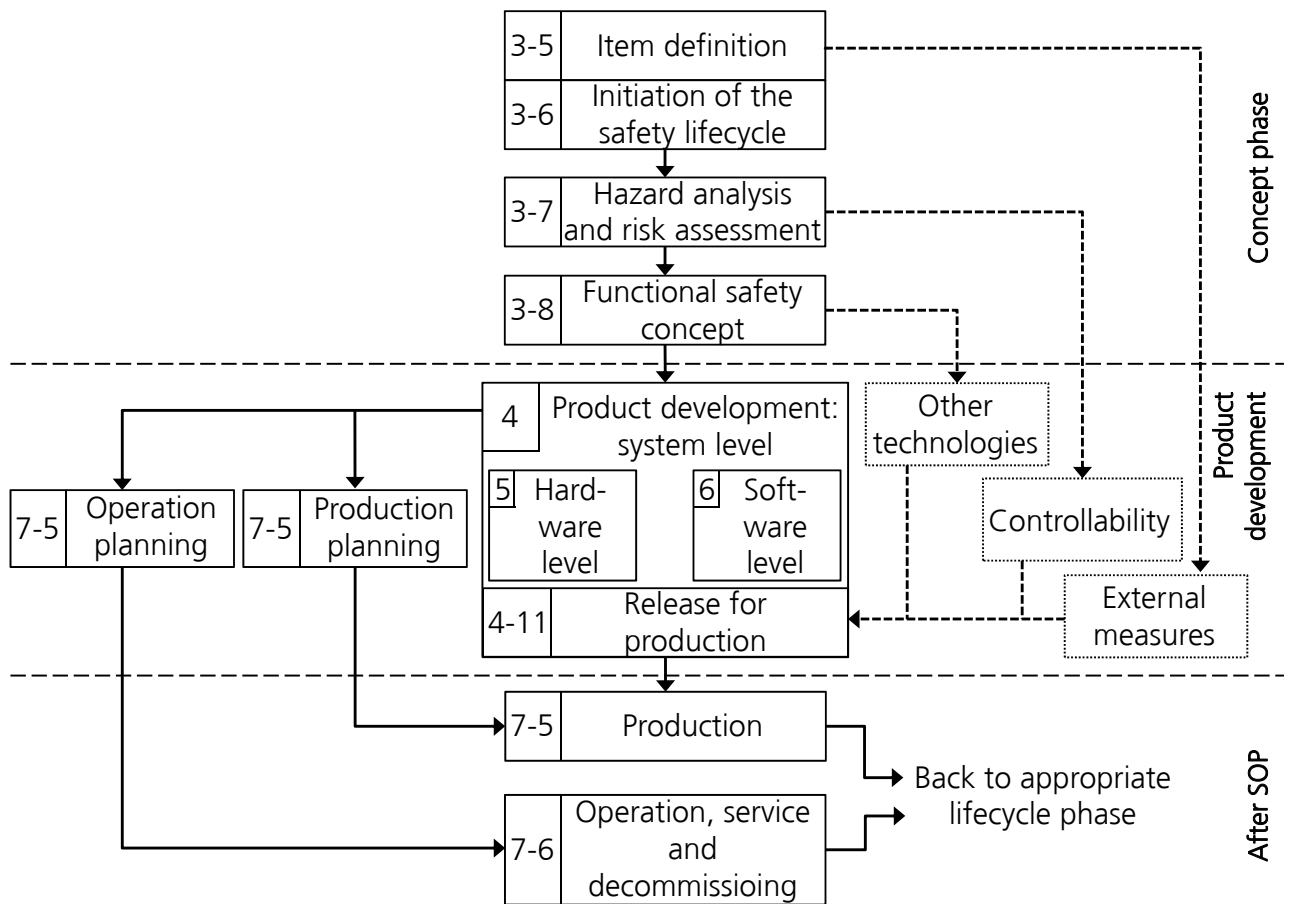 3-5
Item definition
3-6
Initiation of the
safety lifecycle
3-7
Hazard analysis
and risk assessment
3-8
Functional safety
concept
Concept phase
4
Product development:
system level
5
Hard-
ware
level
6
Soft-
ware
level
4-11
Release for
production
7-5
Operation
planning
7-5
Production
planning
Other
technologies
Controllability
External
measures
Product
development
7-5
Production
7-6
Operation, service
and
decommissioing
Back to appropriate
lifecycle phase
After SOP